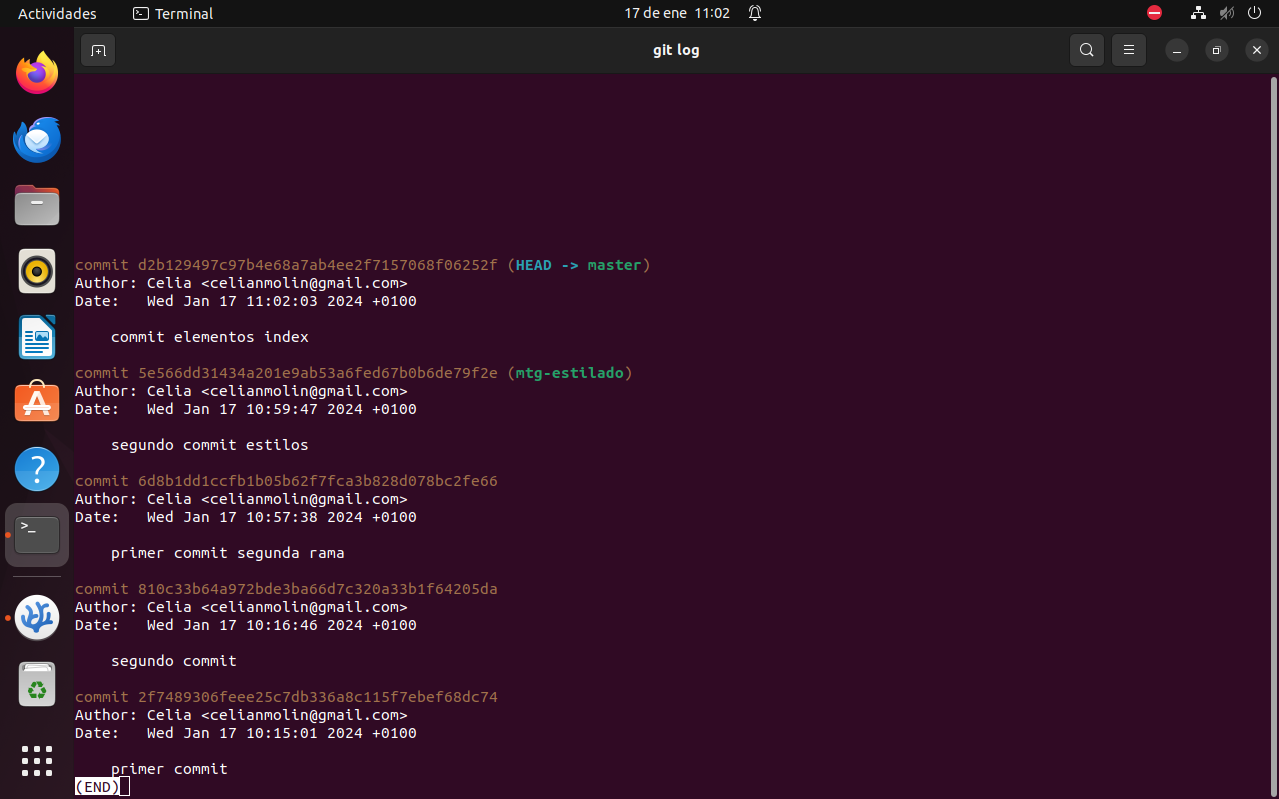 Actividades Terminal 17 de ene 11:02
git log
commit d2b129497c97b4e68a7ab4ee2f7157068f06252f (HEAD -> master)
Author: Celia <celianmolin@gmail.com>
Date:   Wed Jan 17 11:02:03 2024 +0100
    commit elementos index
commit 5e566dd31434a201e9ab53a6fed67b0b6de79f2e (mtg-estilado)
Author: Celia <celianmolin@gmail.com>
Date:   Wed Jan 17 10:59:47 2024 +0100
    segundo commit estilos
commit 6d8b1dd1ccfb1b05b62f7fca3b828d078bc2fe66
Author: Celia <celianmolin@gmail.com>
Date:   Wed Jan 17 10:57:38 2024 +0100
    primer commit segunda rama
commit 810c33b64a972bde3ba66d7c320a33b1f64205da
Author: Celia <celianmolin@gmail.com>
Date:   Wed Jan 17 10:16:46 2024 +0100
    segundo commit
commit 2f7489306feee25c7db336a8c115f7ebef68dc74
Author: Celia <celianmolin@gmail.com>
Date:   Wed Jan 17 10:15:01 2024 +0100
    primer commit
(END)